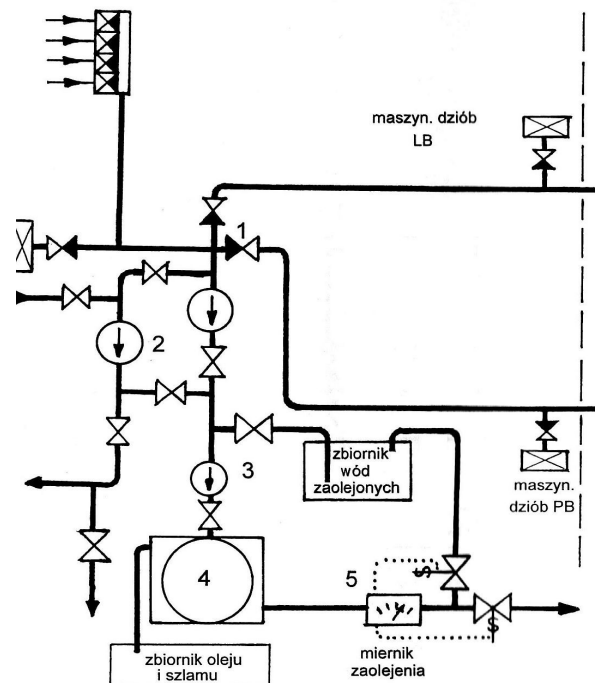 maszyn. dziób
LB
1
2
3
zbiornik
wód
zaolejonych
maszyn.
dziób PB
4
5
S
S
zbiornik oleju
i szlamu
miernik
zaolejenia